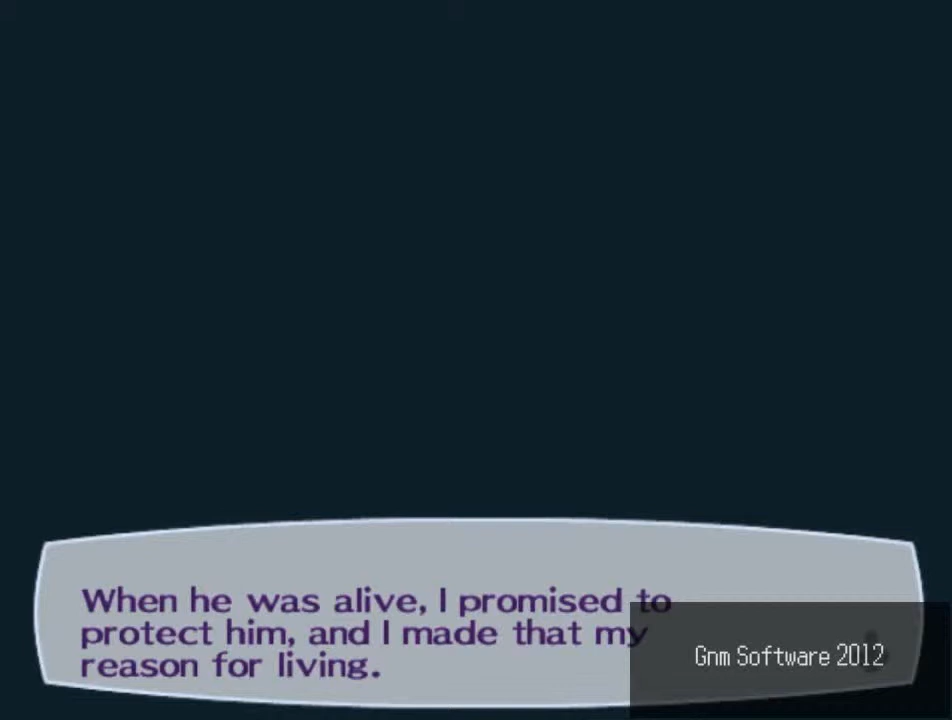 When he was alive, I promised to
protect him, and I made that my
reason for living.
Gnm Software 2012